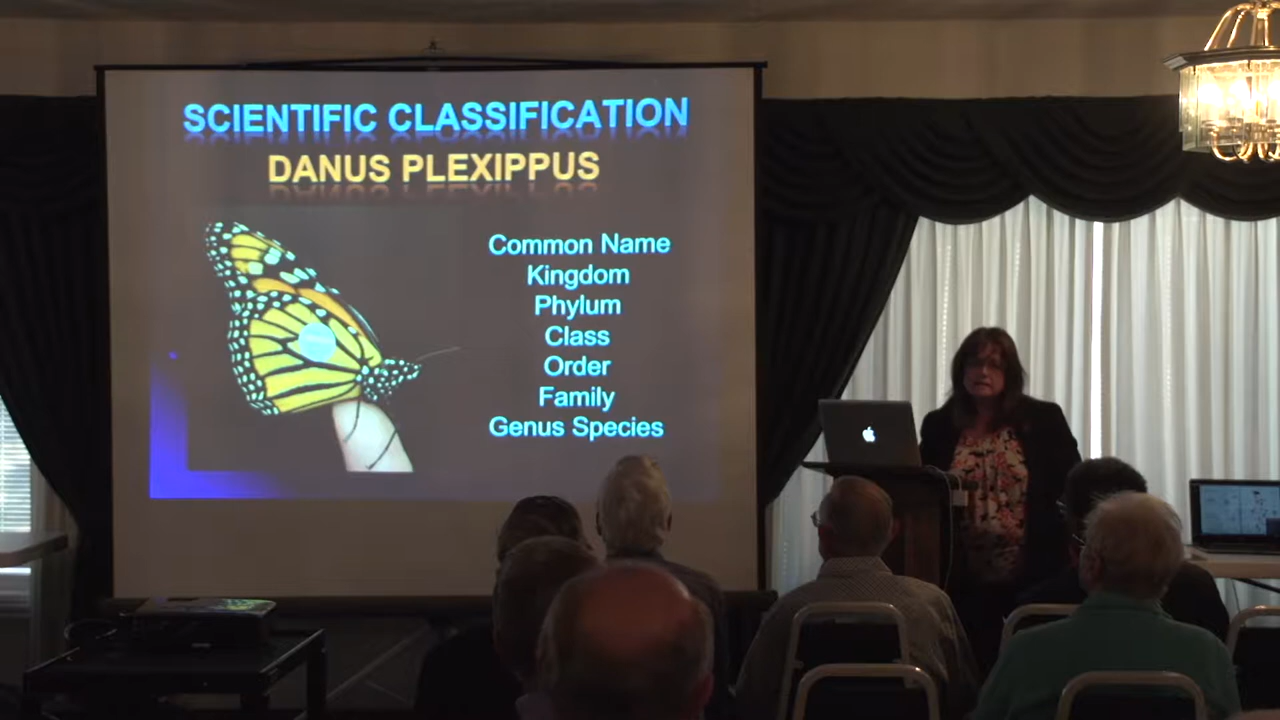 SCIENTIFIC CLASSIFICATION
DANUS PLEXIPPUS
Common Name
Kingdom
Phylum
Class
Order
Family
Genus Species